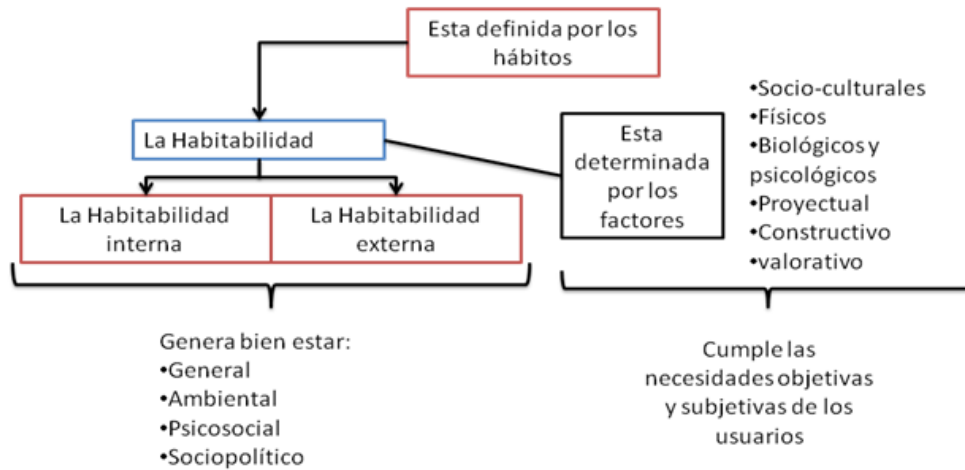 Esta definida por los
hábitos
La Habitabilidad
La Habitabilidad
interna
La Habitabilidad
externa
Esta
determinada
por los
factores
•Socio-culturales
•Físicos
•Biológicos y
psicológicos
•Proyectual
•Constructivo
•valorativo
Genera bien estar:
•General
•Ambiental
•Psicosocial
•Sociopolítico
Cumple las
necesidades objetivas
y subjetivas de los
usuarios